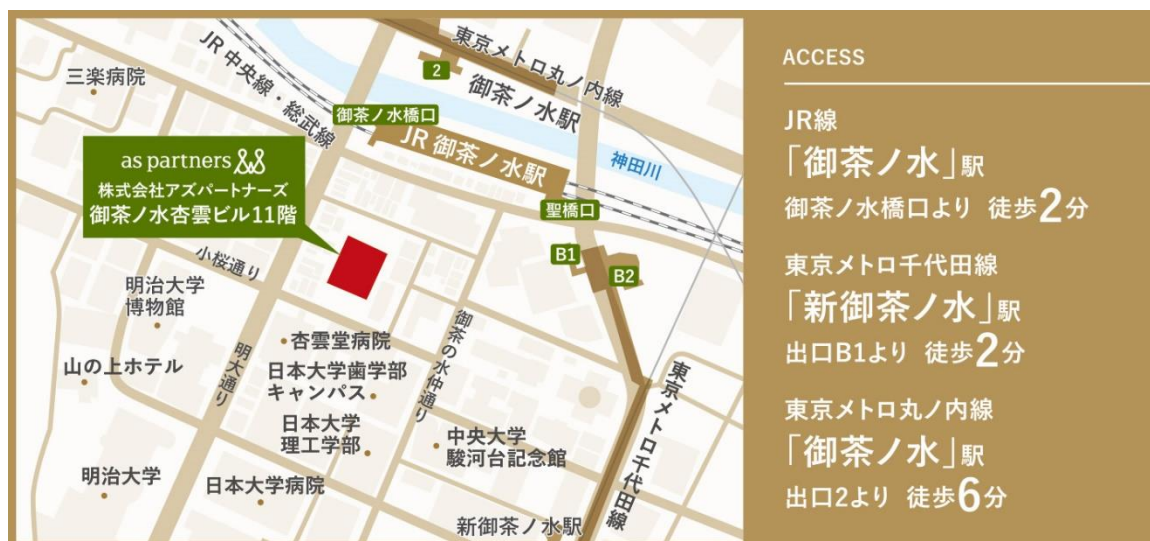 東京メトロ丸ノ内線
三楽病院
JR 中央線・総武線
2
御茶ノ水駅
御茶ノ水橋口
JR 御茶ノ水駅
神田川
as partners
株式会社アズパートナーズ
御茶ノ水杏雲ビル11階
聖橋口
B1
B2
小桜通り
明治大学
博物館
杏雲堂病院
山の上ホテル
明大通り
日本大学歯学部
キャンパス
御茶の水仲通り
東京メトロ千代田線
日本大学
理工学部
中央大学
駿河台記念館
明治大学
日本大学病院
新御茶ノ水駅
ACCESS
JR線
「御茶ノ水」駅
御茶ノ水橋口より 徒歩2分
東京メトロ千代田線
「新御茶ノ水」駅
出口B1より 徒歩2分
東京メトロ丸ノ内線
「御茶ノ水」駅
出口2より 徒歩6分